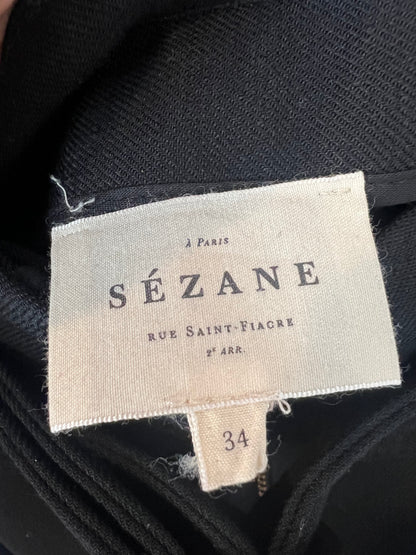 À PARIS
SÉZANE
RUE SAINT-FIACRE
2E ARR.
34